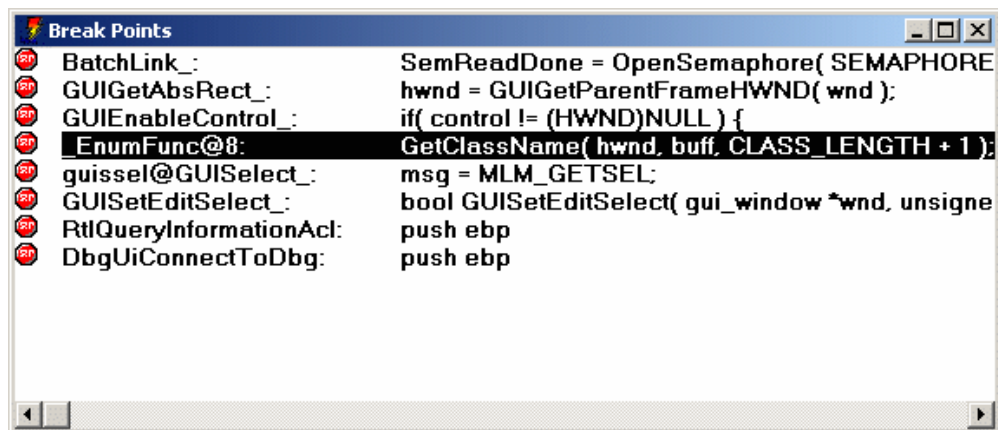 Break Points
BatchLink_: SemReadDone = OpenSemaphore( SEMAPHORE
GUIGetAbsRect_: hwnd = GUIGetParentFrameHWND( wnd );
GUIEnableControl_: if( control != (HWND)NULL ) {
_EnumFunc@8: GetClassName( hwnd, buff, CLASS_LENGTH + 1 );
guissel@GUISelect_: msg = MLM_GETSEL;
GUISetEditSelect_: bool GUISetEditSelect( gui_window *wnd, unsigne
RtlQueryInformationAcl: push ebp
DbgUiConnectToDbg: push ebp